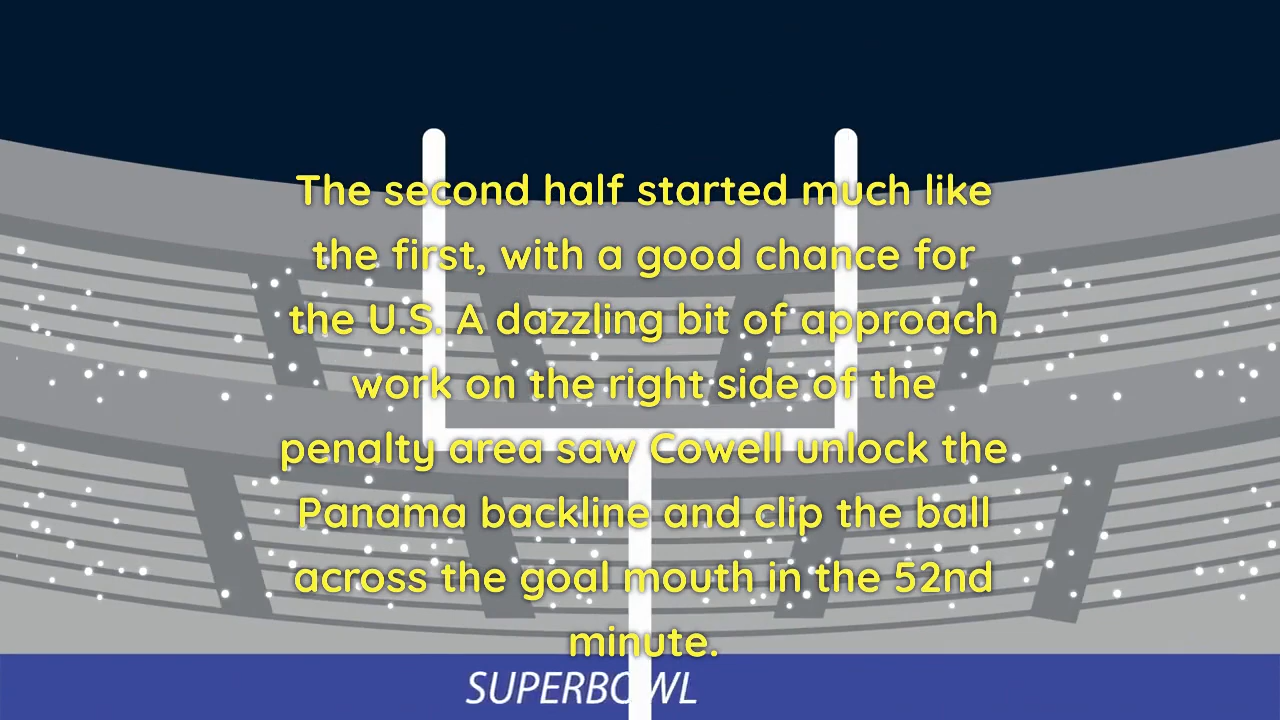 The second half started much like
the first, with a good chance for
the U.S. A dazzling bit of approach
work on the right side of the
penalty area saw Cowell unlock the
Panama backline and clip the ball
across the goal mouth in the 52nd
minute.
SUPERBOWL